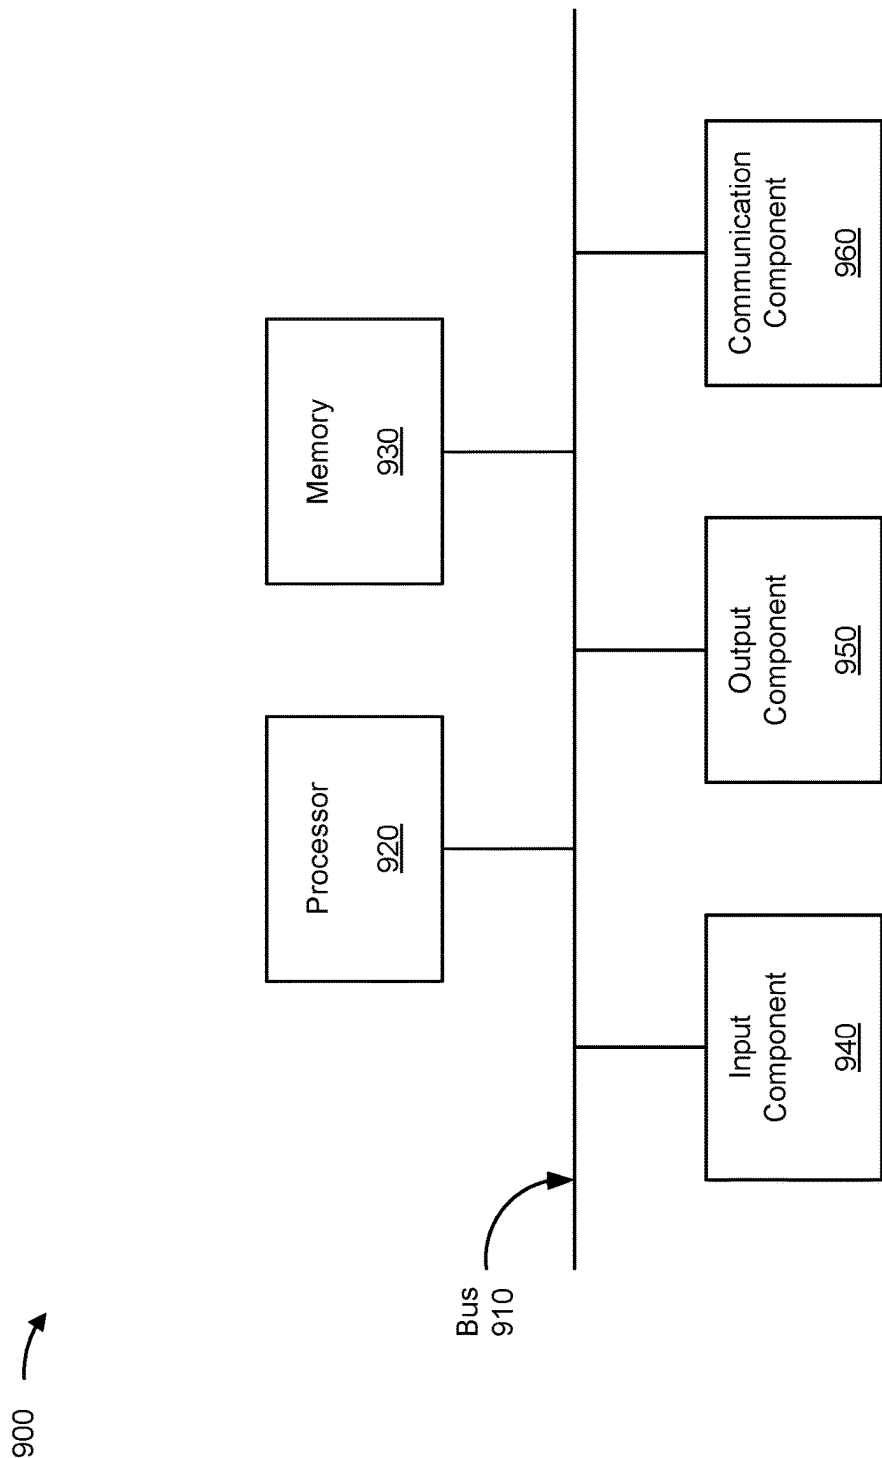 900
Processor
920
Memory
930
Bus
910
Input
Component
940
Output
Component
950
Communication
Component
960